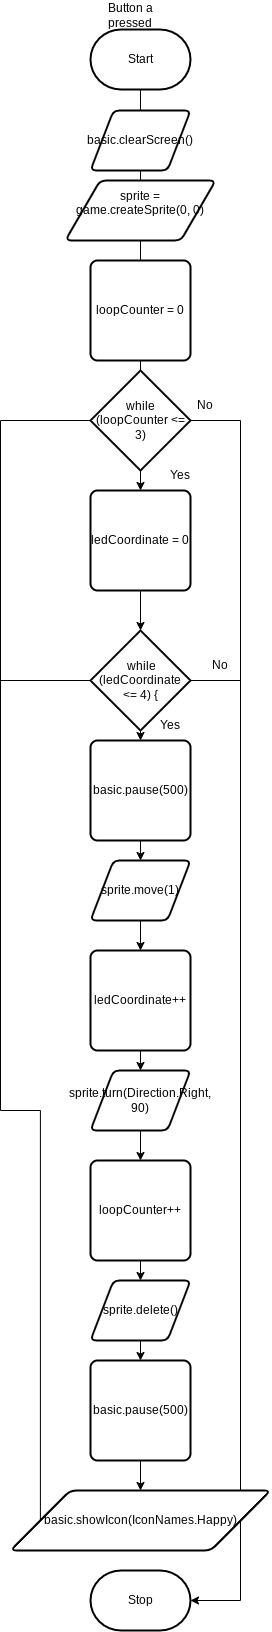 Button a
pressed
Start
basic.clearScreen()
sprite =
game.createSprite(0, 0)
loopCounter = 0
while
(loopCounter <=
3)
No
Yes
ledCoordinate = 0
while
(ledCoordinate
<= 4) {
No
Yes
basic.pause(500)
sprite.move(1)
ledCoordinate++
sprite.turn(Direction.Right,
90)
loopCounter++
sprite.delete()
basic.pause(500)
basic.showIcon(IconNames.Happy)
Stop